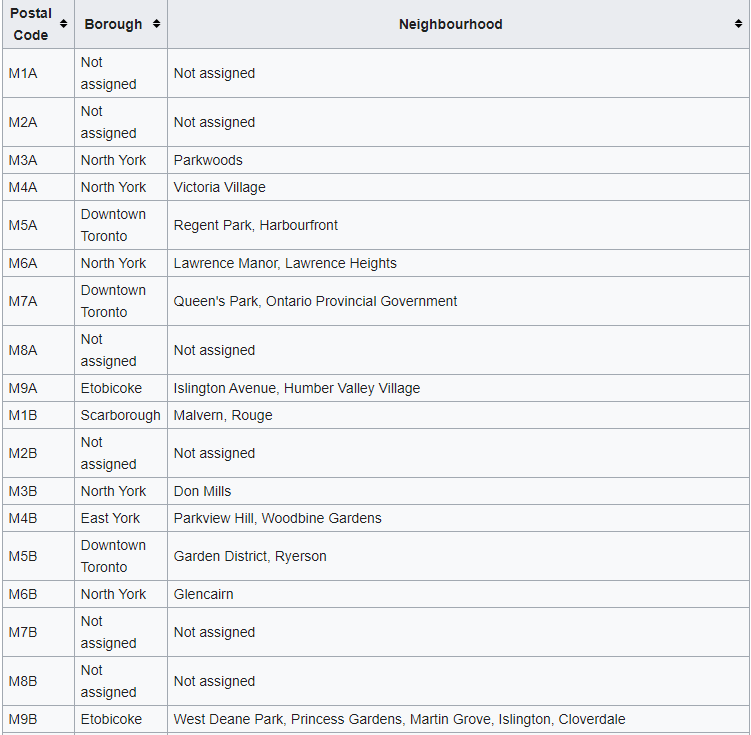 Postal Code Borough Neighbourhood
M1A Not assigned Not assigned
M2A Not assigned Not assigned
M3A North York Parkwoods
M4A North York Victoria Village
M5A Downtown Toronto Regent Park, Harbourfront
M6A North York Lawrence Manor, Lawrence Heights
M7A Downtown Toronto Queen's Park, Ontario Provincial Government
M8A Not assigned Not assigned
M9A Etobicoke Islington Avenue, Humber Valley Village
M1B Scarborough Malvern, Rouge
M2B Not assigned Not assigned
M3B North York Don Mills
M4B East York Parkview Hill, Woodbine Gardens
M5B Downtown Toronto Garden District, Ryerson
M6B North York Glencairn
M7B Not assigned Not assigned
M8B Not assigned Not assigned
M9B Etobicoke West Deane Park, Princess Gardens, Martin Grove, Islington, Cloverdale